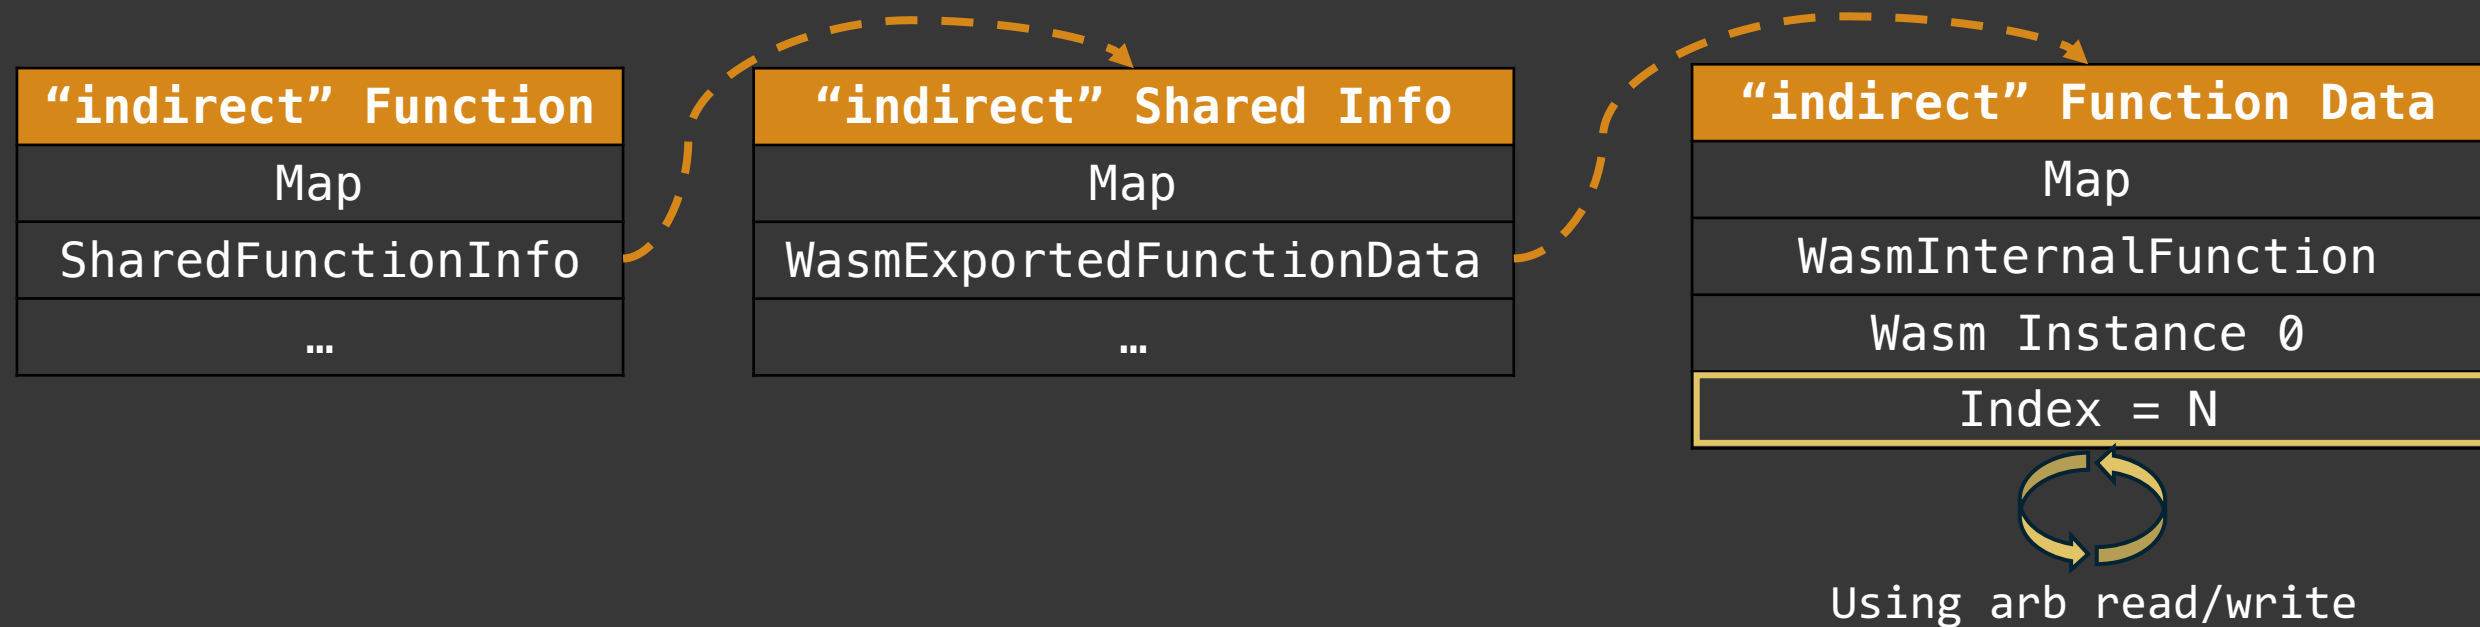 “indirect” Function
Map
SharedFunctionInfo
…
“indirect” Shared Info
Map
WasmExportedFunctionData
…
“indirect” Function Data
Map
WasmInternalFunction
Wasm Instance 0
Index = N
Using arb read/write